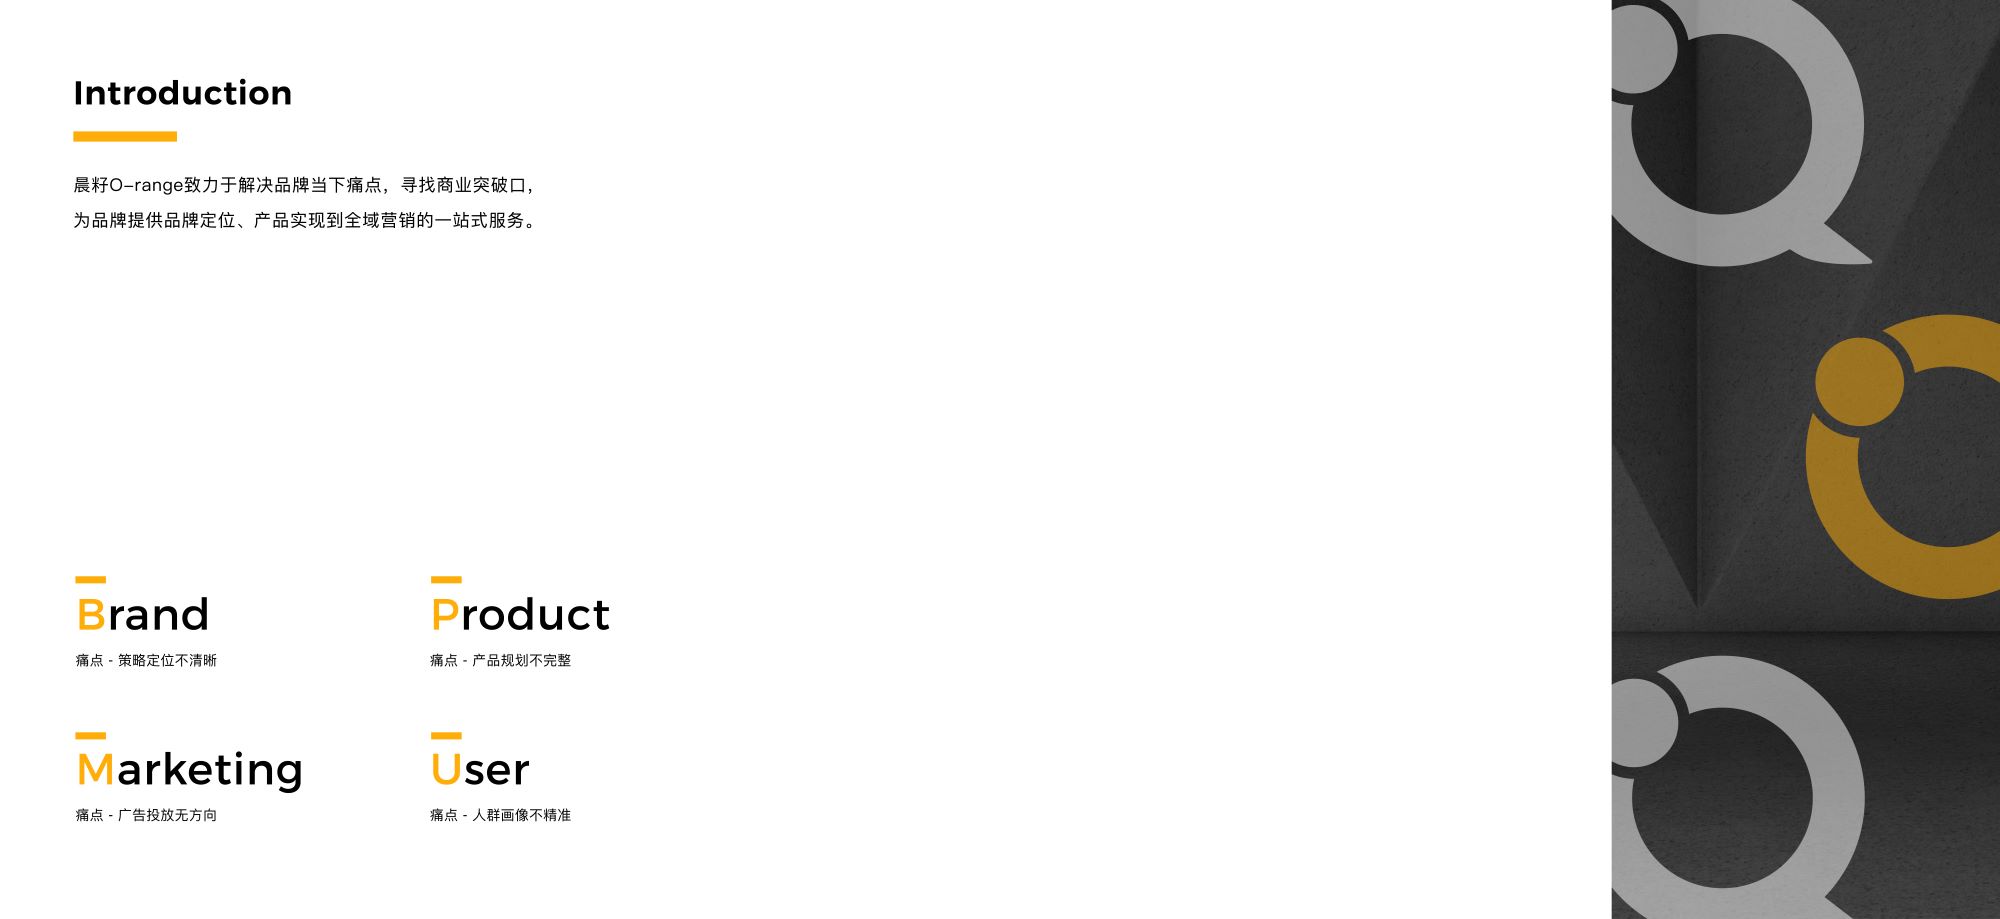 Introduction
晨籽O-range致力于解决品牌当下痛点，寻找商业突破口，
为品牌提供品牌定位、产品实现到全域营销的一站式服务。
Brand
痛点 - 策略定位不清晰
Product
痛点 - 产品规划不完整
Marketing
痛点 - 广告投放无方向
User
痛点 - 人群画像不精准